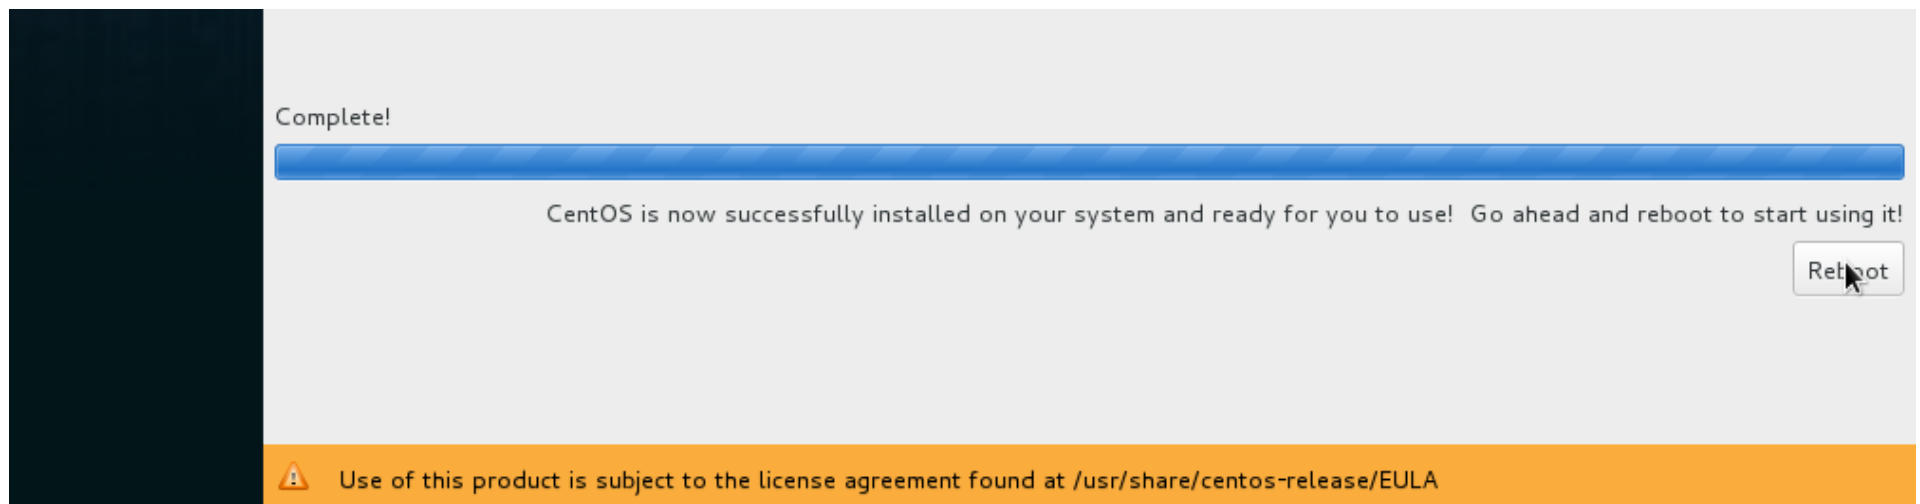 Complete!
CentOS is now successfully installed on your system and ready for you to use! Go ahead and reboot to start using it!
Reboot
Use of this product is subject to the license agreement found at /usr/share/centos-release/EULA